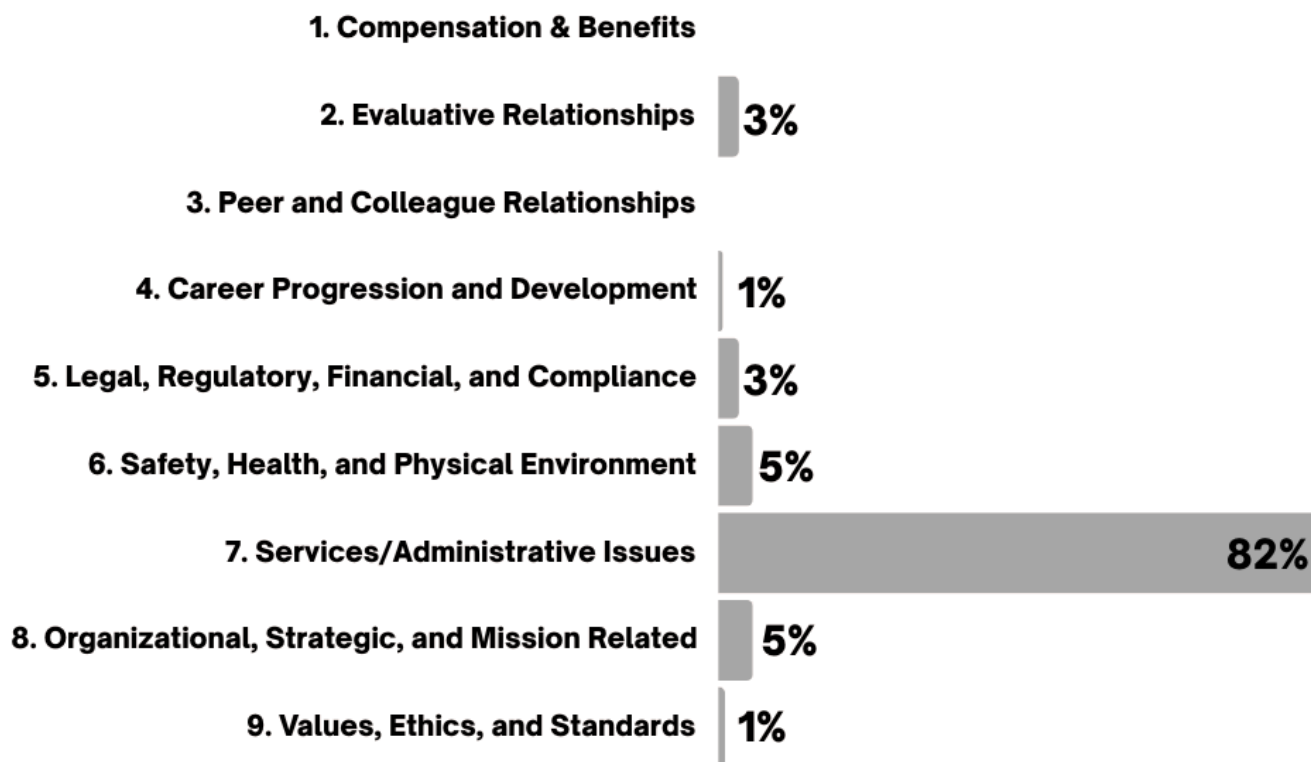 1. Compensation & Benefits
2. Evaluative Relationships 3%
3. Peer and Colleague Relationships
4. Career Progression and Development 1%
5. Legal, Regulatory, Financial, and Compliance 3%
6. Safety, Health, and Physical Environment 5%
7. Services/Administrative Issues 82%
8. Organizational, Strategic, and Mission Related 5%
9. Values, Ethics, and Standards 1%